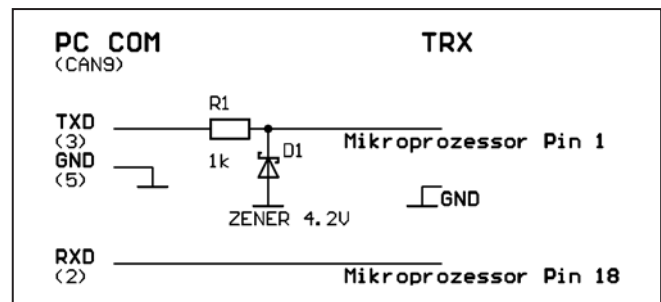 PC COM
TRX
(CAN9)
R1
TXD
(3)
Mikroprozessor Pin 1
D1
1k
GND
(5)
GND
ZENER 4.2V
RXD
(2)
Mikroprozessor Pin 18